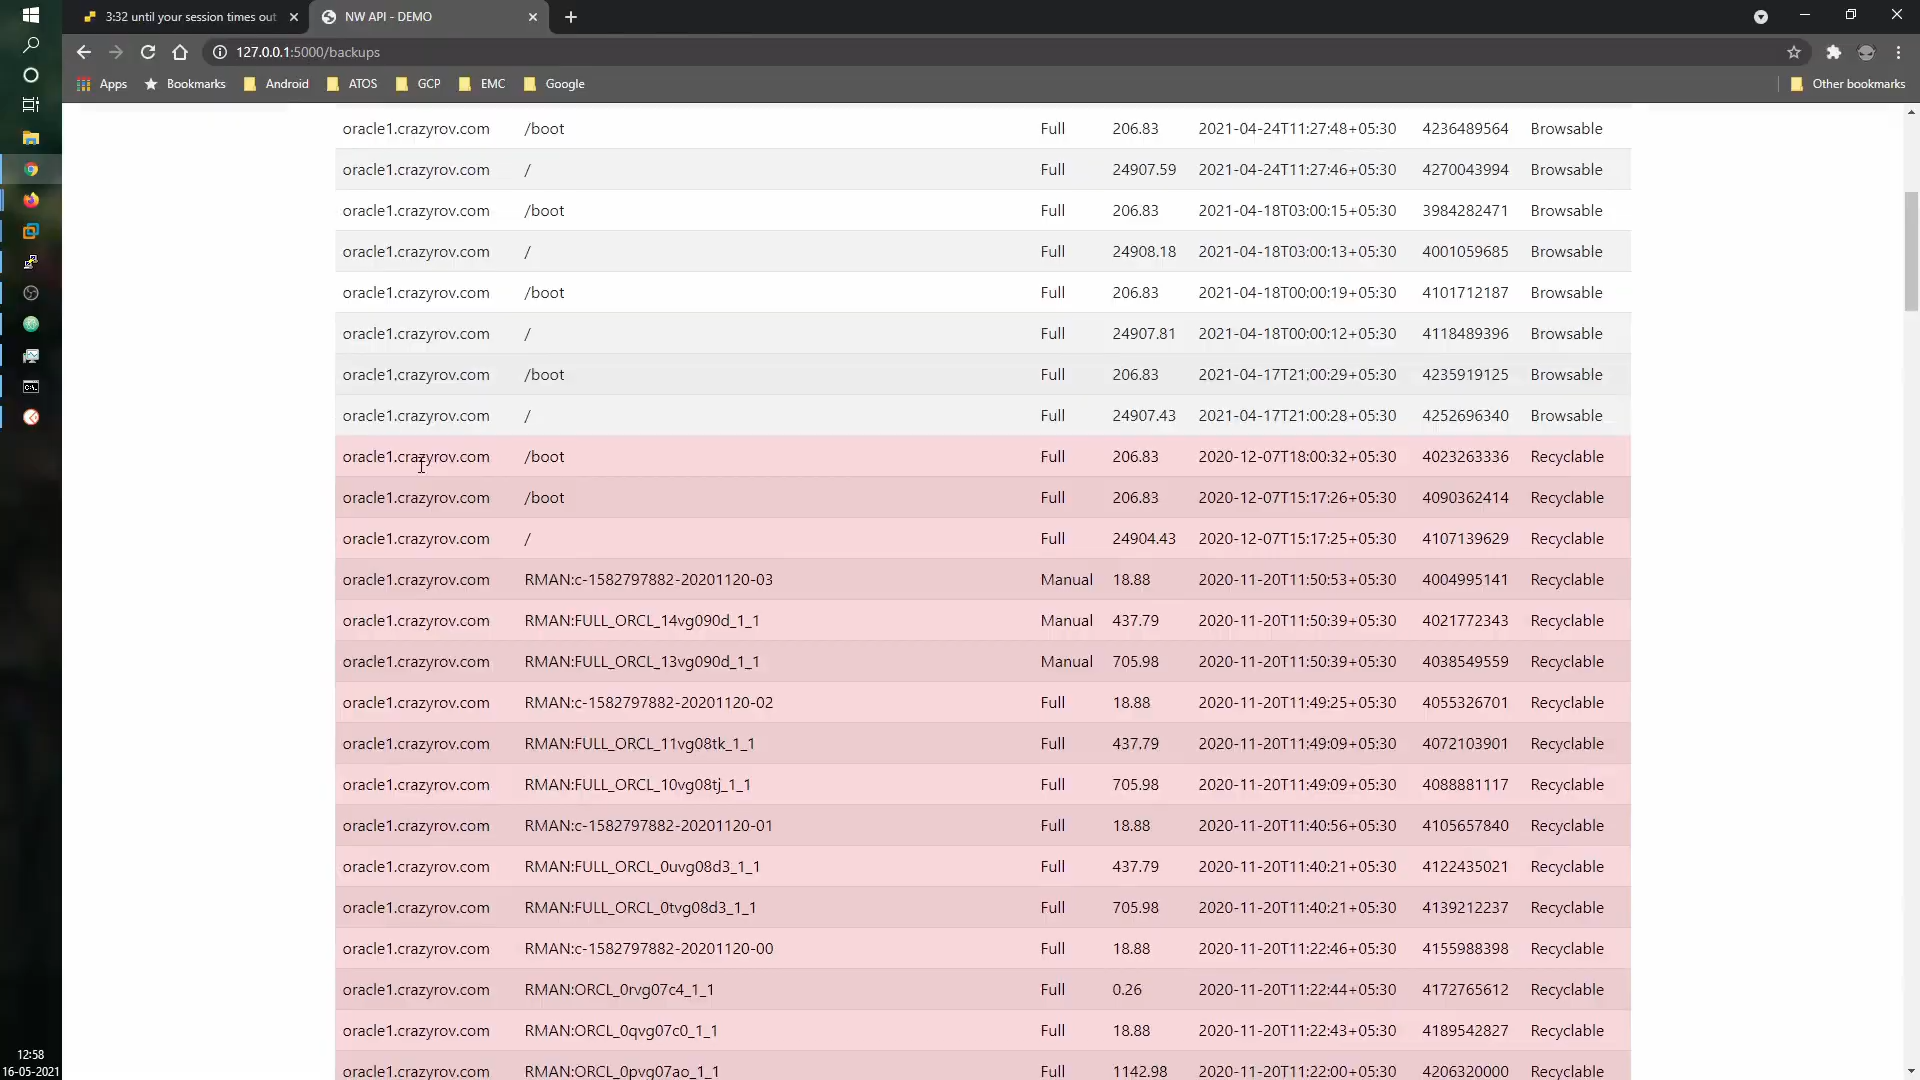 3:32 until your session times out
NW API - DEMO
127.0.0.1:5000/backups
Apps Bookmarks Android ATOS GCP EMC Google Other bookmarks
oracle1.crazyrov.com /boot Full 206.83 2021-04-24T11:27:48+05:30 4236489564 Browsable
oracle1.crazyrov.com / Full 24907.59 2021-04-24T11:27:46+05:30 4270043994 Browsable
oracle1.crazyrov.com /boot Full 206.83 2021-04-18T03:00:15+05:30 3984282471 Browsable
oracle1.crazyrov.com / Full 24908.18 2021-04-18T03:00:13+05:30 4001059685 Browsable
oracle1.crazyrov.com /boot Full 206.83 2021-04-18T00:00:19+05:30 4101712187 Browsable
oracle1.crazyrov.com / Full 24907.81 2021-04-18T00:00:12+05:30 4118489396 Browsable
oracle1.crazyrov.com /boot Full 206.83 2021-04-17T21:00:29+05:30 4235919125 Browsable
oracle1.crazyrov.com / Full 24907.43 2021-04-17T21:00:28+05:30 4252696340 Browsable
oracle1.crazyrov.com /boot Full 206.83 2020-12-07T18:00:32+05:30 4023263336 Recyclable
oracle1.crazyrov.com /boot Full 206.83 2020-12-07T15:17:26+05:30 4090362414 Recyclable
oracle1.crazyrov.com / Full 24904.43 2020-12-07T15:17:25+05:30 4107139629 Recyclable
oracle1.crazyrov.com RMAN:c-1582797882-20201120-03 Manual 18.88 2020-11-20T11:50:53+05:30 4004995141 Recyclable
oracle1.crazyrov.com RMAN:FULL_ORCL_14vg090d_1_1 Manual 437.79 2020-11-20T11:50:39+05:30 4021772343 Recyclable
oracle1.crazyrov.com RMAN:FULL_ORCL_13vg090d_1_1 Manual 705.98 2020-11-20T11:50:39+05:30 4038549559 Recyclable
oracle1.crazyrov.com RMAN:c-1582797882-20201120-02 Full 18.88 2020-11-20T11:49:25+05:30 4055326701 Recyclable
oracle1.crazyrov.com RMAN:FULL_ORCL_11vg08tk_1_1 Full 437.79 2020-11-20T11:49:09+05:30 4072103901 Recyclable
oracle1.crazyrov.com RMAN:FULL_ORCL_10vg08tj_1_1 Full 705.98 2020-11-20T11:49:09+05:30 4088881117 Recyclable
oracle1.crazyrov.com RMAN:c-1582797882-20201120-01 Full 18.88 2020-11-20T11:40:56+05:30 4105657840 Recyclable
oracle1.crazyrov.com RMAN:FULL_ORCL_0uvg08d3_1_1 Full 437.79 2020-11-20T11:40:21+05:30 4122435021 Recyclable
oracle1.crazyrov.com RMAN:FULL_ORCL_0tvg08d3_1_1 Full 705.98 2020-11-20T11:40:21+05:30 4139212237 Recyclable
oracle1.crazyrov.com RMAN:c-1582797882-20201120-00 Full 18.88 2020-11-20T11:22:46+05:30 4155988398 Recyclable
oracle1.crazyrov.com RMAN:ORCL_0rvg07c4_1_1 Full 0.26 2020-11-20T11:22:44+05:30 4172765612 Recyclable
oracle1.crazyrov.com RMAN:ORCL_0qvg07c0_1_1 Full 18.88 2020-11-20T11:22:43+05:30 4189542827 Recyclable
oracle1.crazyrov.com RMAN:ORCL_0pvg07ao_1_1 Full 1142.98 2020-11-20T11:22:00+05:30 4206320000 Recyclable
12:58
16-05-2021